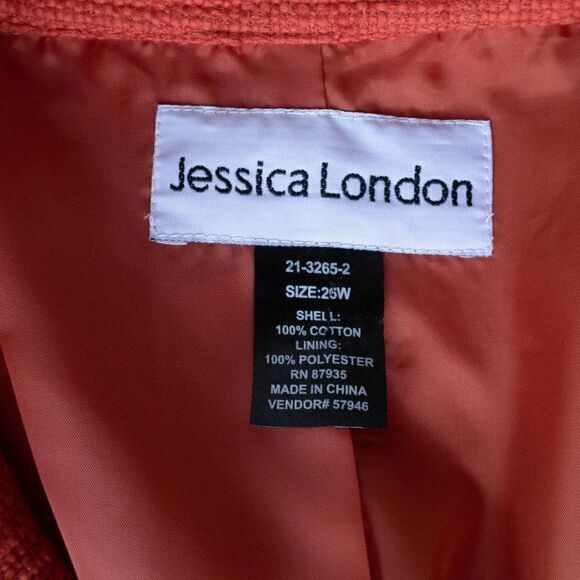 Jessica London
21-3265-2
SIZE:26W
SHELL:
100% COTTON
LINING:
100% POLYESTER
RN 87935
MADE IN CHINA
VENDOR# 57946